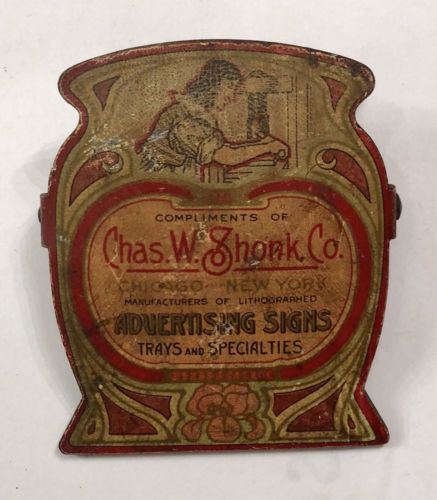 COMPLIMENTS OF
Chas. W. Shonk. Co.
CHICAGO NEW YORK
MANUFACTURERS OF LITHOGRAPHED
ADVERTISING SIGNS
TRAYS AND SPECIALTIES